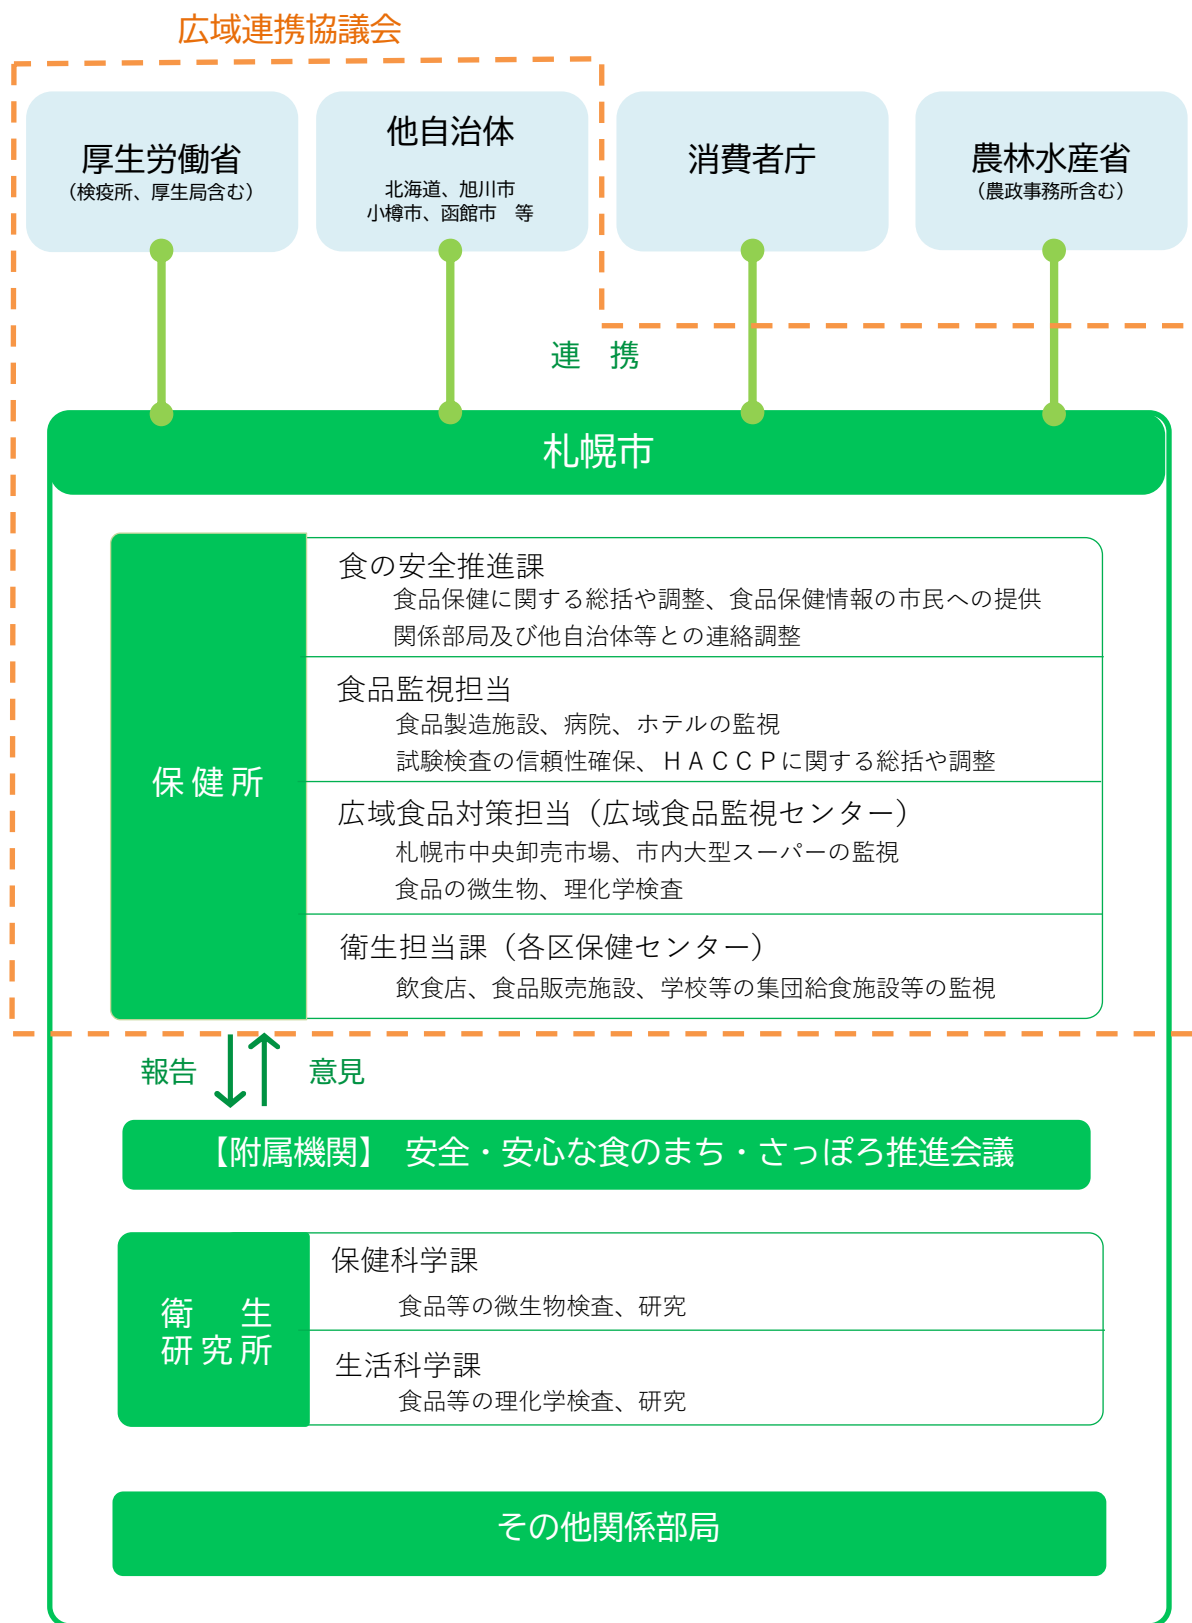 広域連携協議会
厚生労働省
（検疫所、厚生局含む）
他自治体
北海道、旭川市
小樽市、函館市　等
消費者庁
農林水産省
（農政事務所含む）
連　携
札幌市
保健所
食の安全推進課
食品保健に関する総括や調整、食品保健情報の市民への提供
関係部局及び他自治体等との連絡調整
食品監視担当
食品製造施設、病院、ホテルの監視
試験検査の信頼性確保、ＨＡＣＣＰに関する総括や調整
広域食品対策担当（広域食品監視センター）
札幌市中央卸売市場、市内大型スーパーの監視
食品の微生物、理化学検査
衛生担当課（各区保健センター）
飲食店、食品販売施設、学校等の集団給食施設等の監視
報告
意見
【附属機関】　安全・安心な食のまち・さっぽろ推進会議
衛　生
研究所
保健科学課
食品等の微生物検査、研究
生活科学課
食品等の理化学検査、研究
その他関係部局